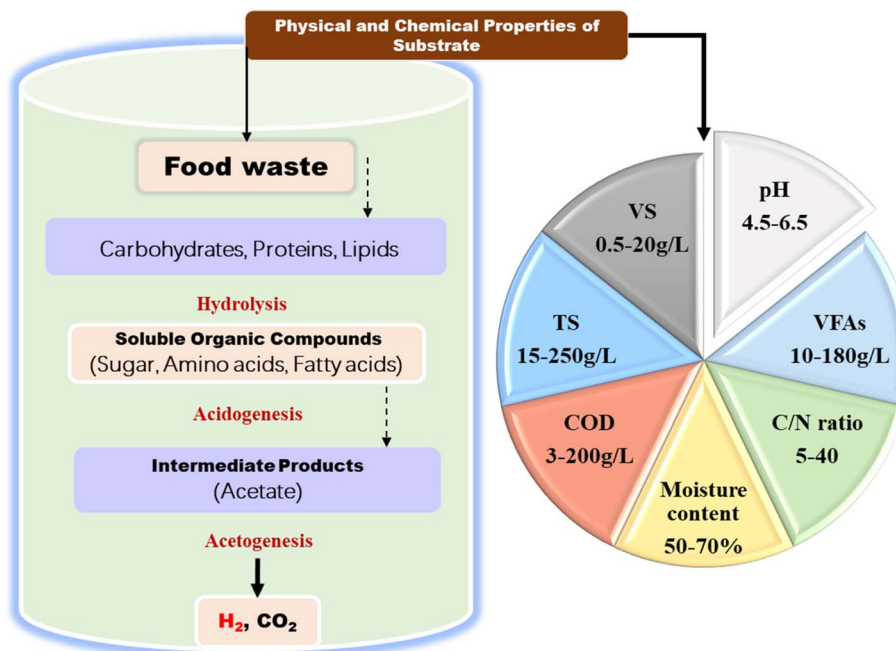 Physical and Chemical Properties of
Substrate
Food waste
Carbohydrates, Proteins, Lipids
Hydrolysis
Soluble Organic Compounds
(Sugar, Amino acids, Fatty acids)
Acidogenesis
Intermediate Products
(Acetate)
Acetogenesis
H₂, CO₂
pH
4.5-6.5
VFAs
10-180g/L
C/N ratio
5-40
Moisture
content
50-70%
COD
3-200g/L
TS
15-250g/L
VS
0.5-20g/L